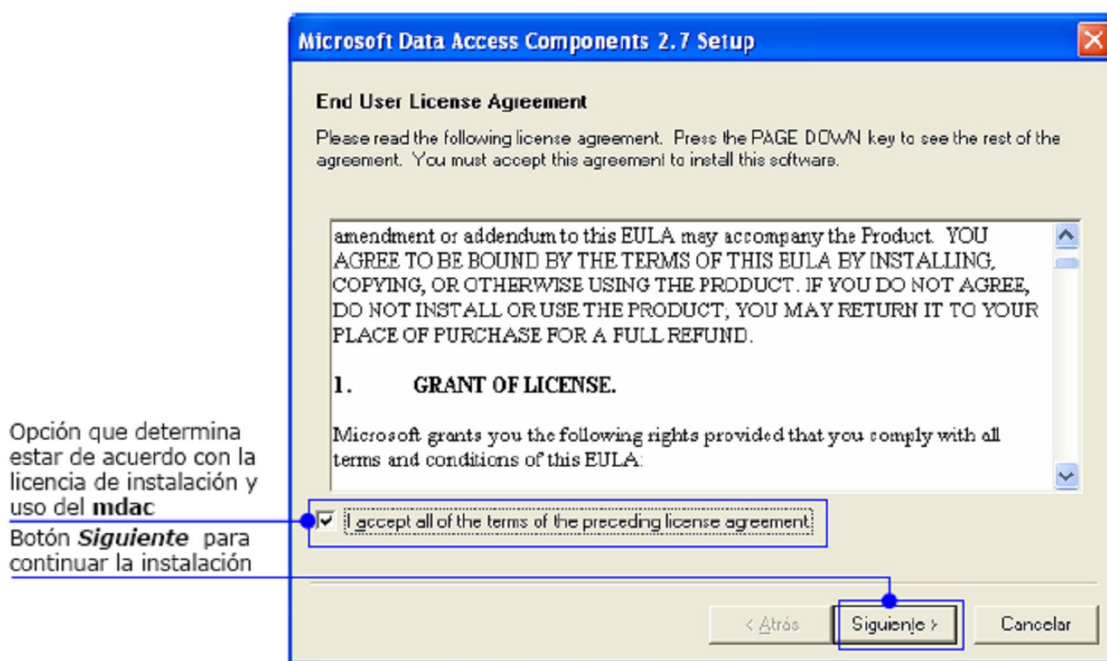 Microsoft Data Access Components 2.7 Setup
End User License Agreement
Please read the following license agreement. Press the PAGE DOWN key to see the rest of the
agreement. You must accept this agreement to install this software.
amendment or addendum to this EULA may accompany the Product. YOU
AGREE TO BE BOUND BY THE TERMS OF THIS EULA BY INSTALLING,
COPYING, OR OTHERWISE USING THE PRODUCT. IF YOU DO NOT AGREE,
DO NOT INSTALL OR USE THE PRODUCT; YOU MAY RETURN IT TO YOUR
PLACE OF PURCHASE FOR A FULL REFUND.
1. GRANT OF LICENSE.
Microsoft grants you the following rights provided that you comply with all
terms and conditions of this EULA:
Opción que determina
estar de acuerdo con la
licencia de instalación y
uso del mdac
I accept all of the terms of the preceding license agreement
Botón Siguiente para
continuar la instalación
< Atrás
Siguiente >
Cancelar